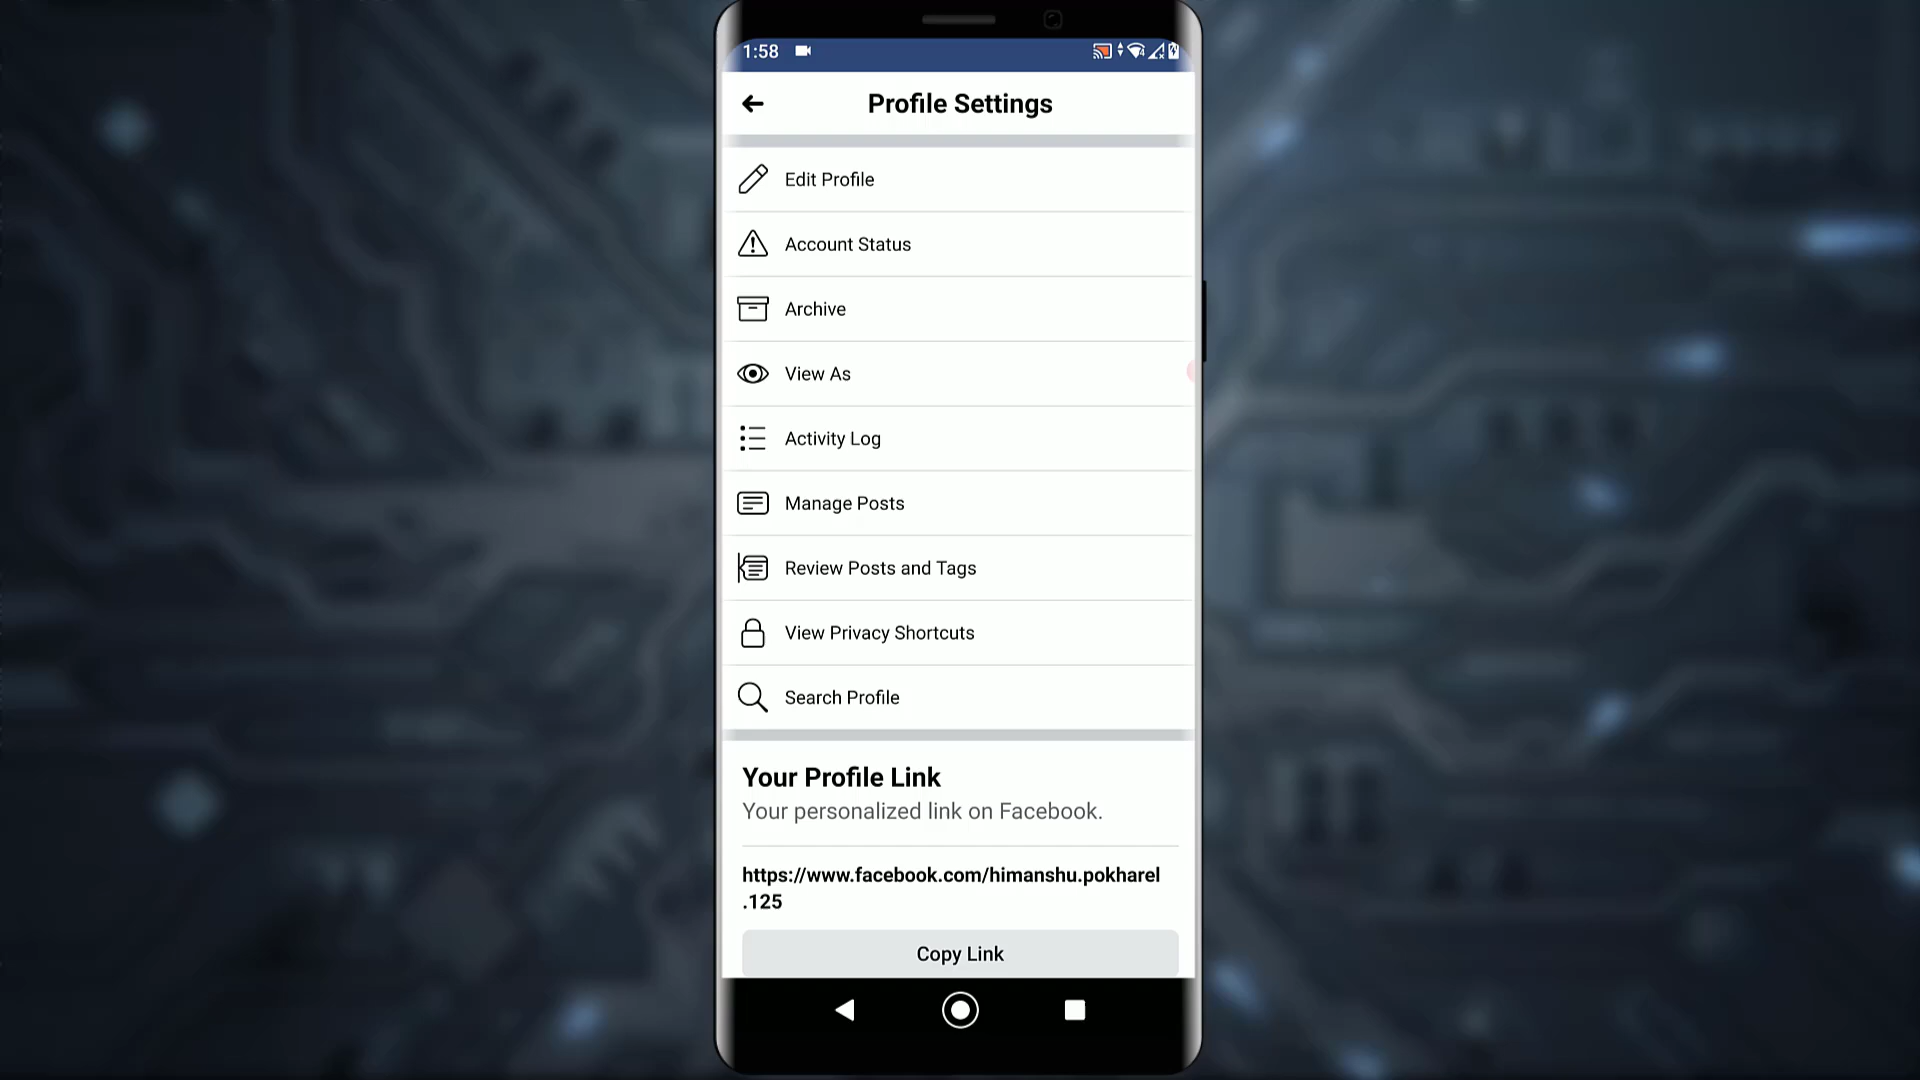 1:58
Profile Settings
Edit Profile
Account Status
Archive
View As
Activity Log
Manage Posts
Review Posts and Tags
View Privacy Shortcuts
Search Profile
Your Profile Link
Your personalized link on Facebook.
https://www.facebook.com/himanshu.pokharel
.125
Copy Link